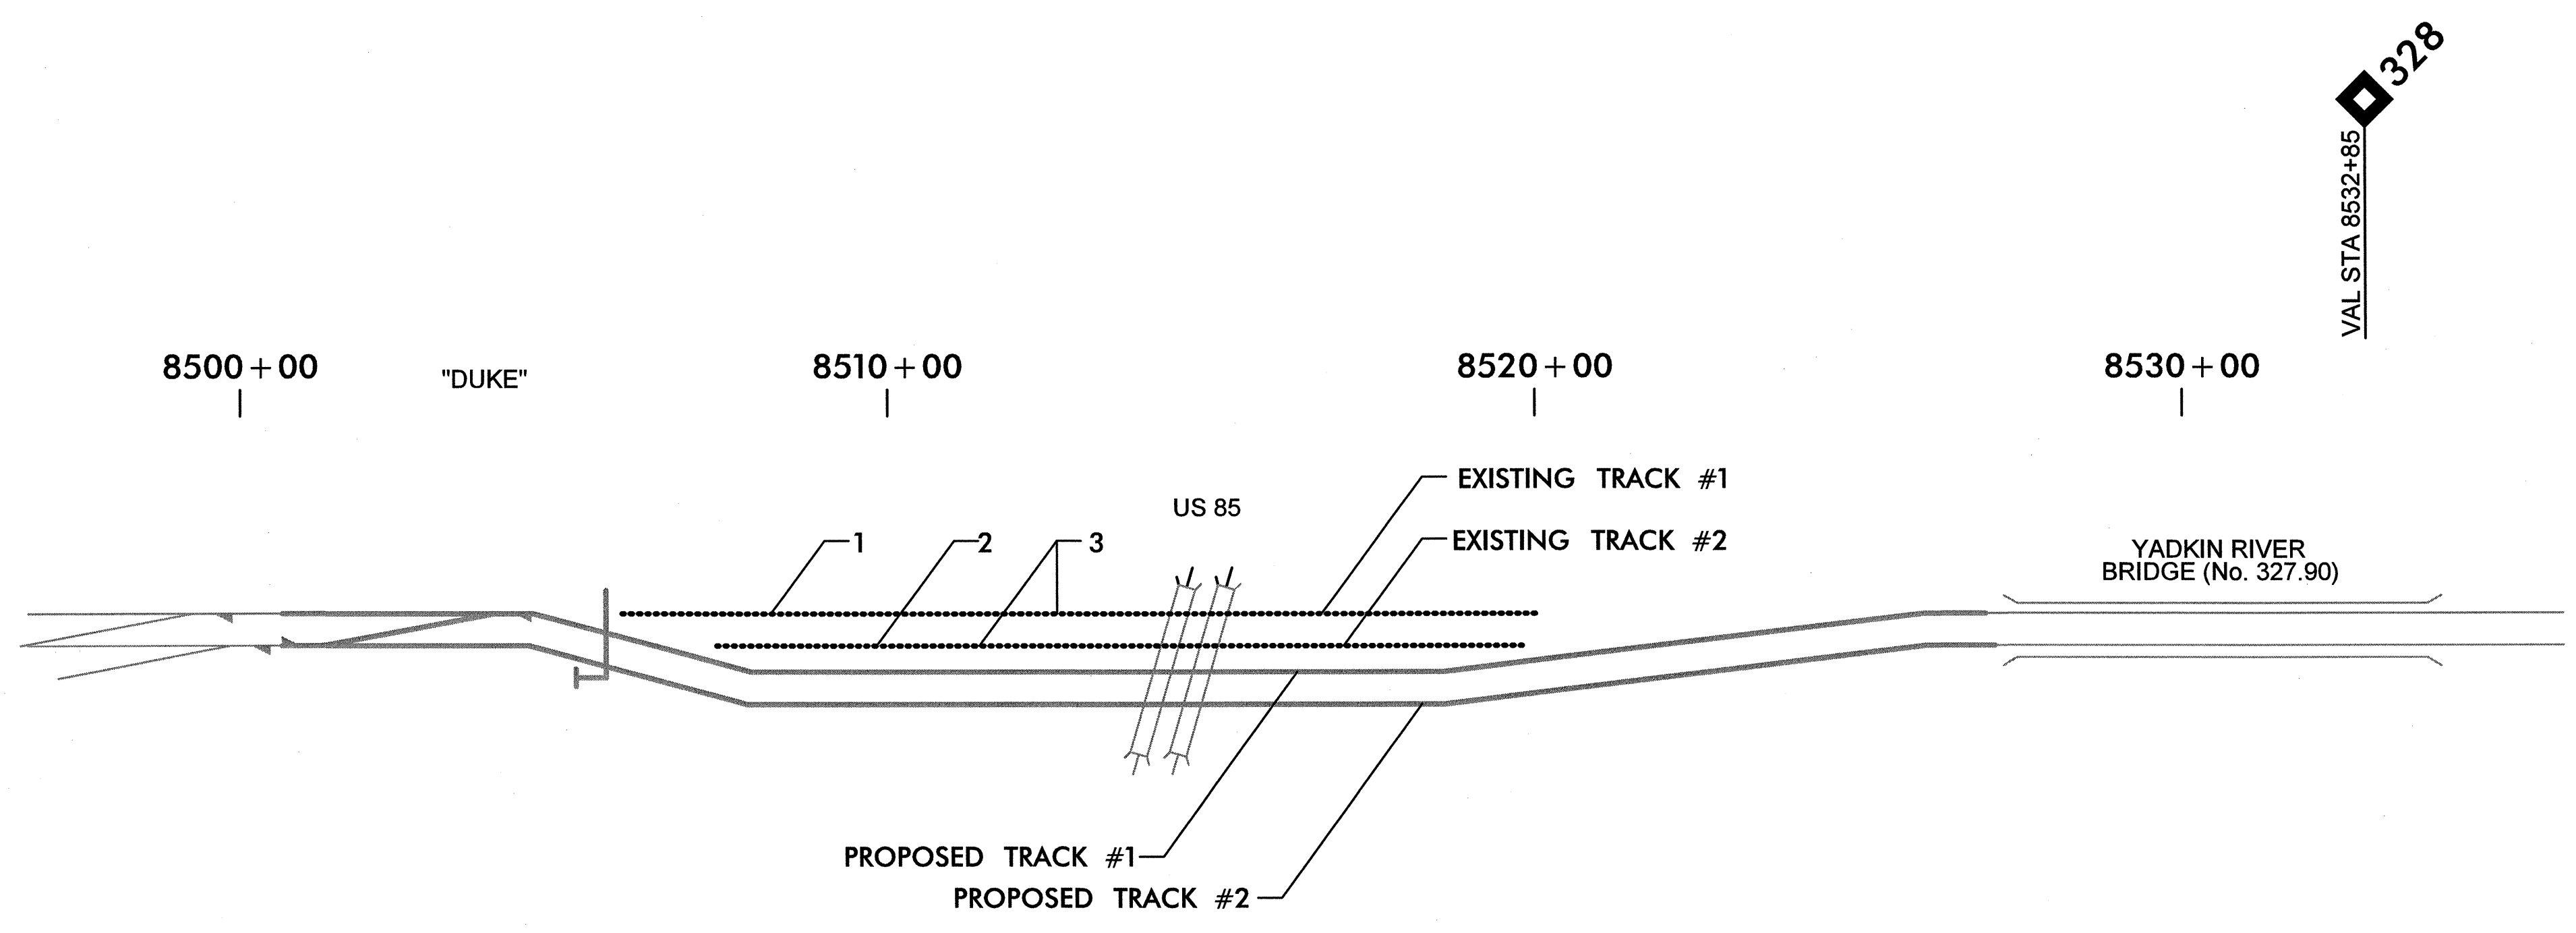 328
VAL STA 8532+85
8500+00
"DUKE"
8510+00
8520+00
8530+00
EXISTING TRACK #1
US 85
1
2
3
EXISTING TRACK #2
YADKIN RIVER
BRIDGE (No. 327.90)
PROPOSED TRACK #1
PROPOSED TRACK #2